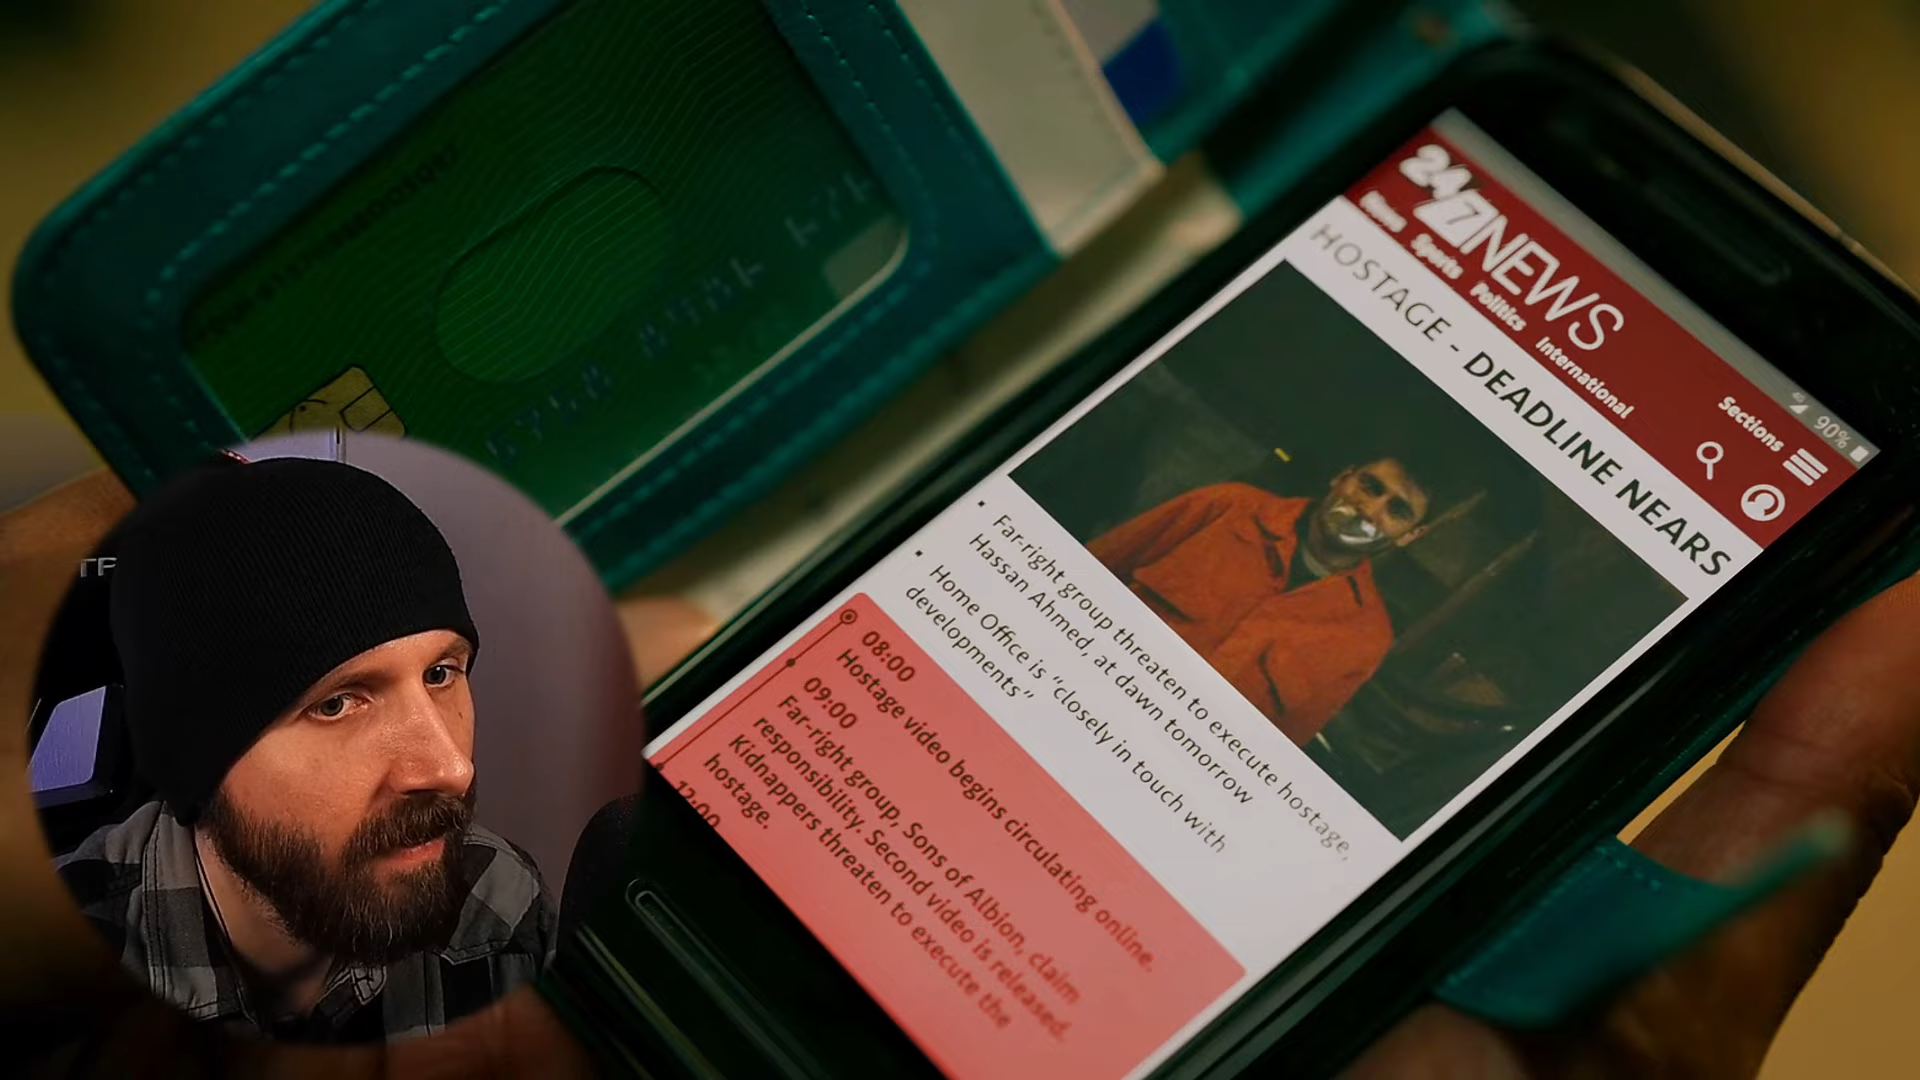 24/7 NEWS
News Sports Politics International
Sections
4G 90%
HOSTAGE - DEADLINE NEARS
Far-right group threaten to execute hostage,
Hassan Ahmed, at dawn tomorrow
Home Office is “closely in touch with
developments”
08:00
Hostage video begins circulating online.
09:00
Far-right group, Sons of Albion, claim
responsibility. Second video is released.
Kidnappers threaten to execute the
hostage.
12:00